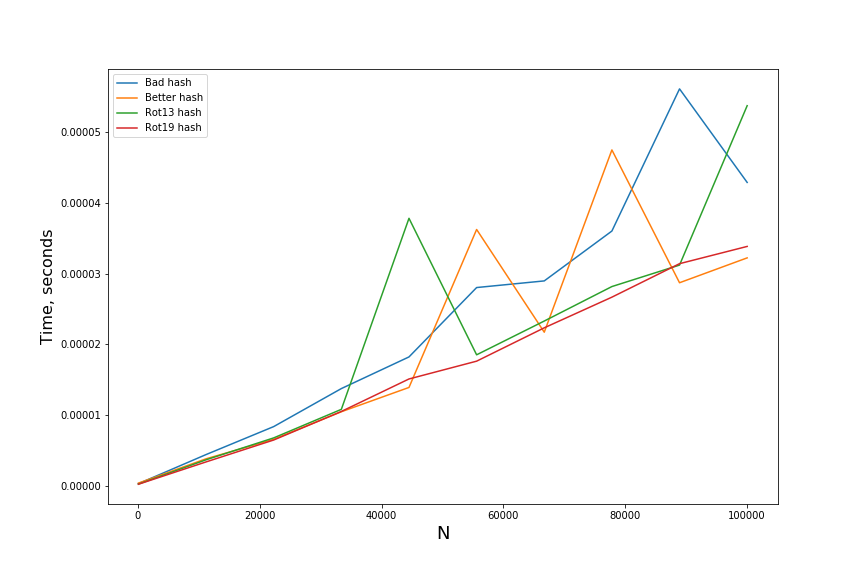 Bad hash
Better hash
Rot13 hash
Rot19 hash
0.00005
0.00004
0.00003
0.00002
0.00001
0.00000
Time, seconds
0 20000 40000 60000 80000 100000
N